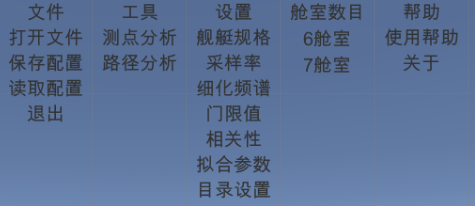 文件 工具 设置 舱室数目 帮助
打开文件 测点分析 舰艇规格 6舱室 使用帮助
保存配置 路径分析 采样率 7舱室 关于
读取配置 细化频谱
退出 门限值
相关性
拟合参数
目录设置